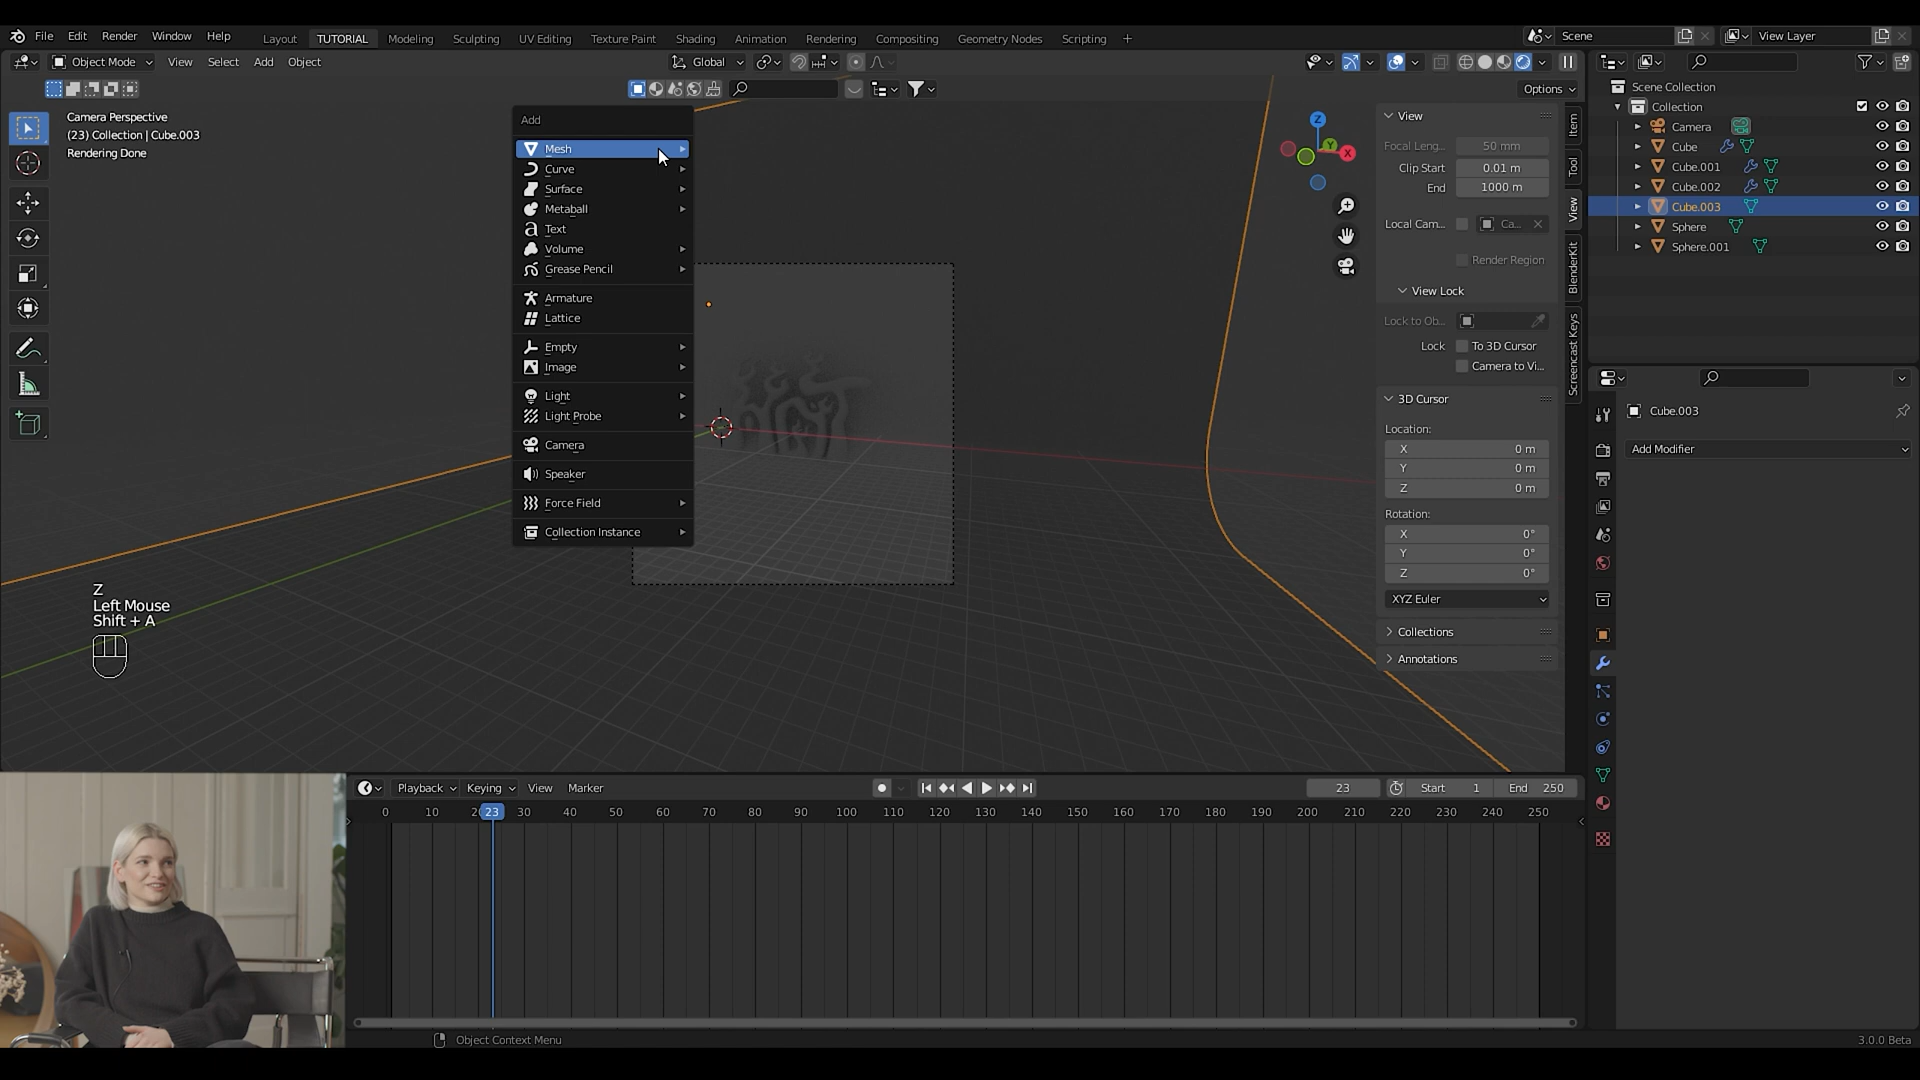 File Edit Render Window Help
Layout TUTORIAL Modeling Sculpting UV Editing Texture Paint Shading Animation Rendering Compositing Geometry Nodes Scripting +
Scene
View Layer
Object Mode View Select Add Object
Global
Options
Camera Perspective
(23) Collection | Cube.003
Rendering Done
Add
Mesh
Curve
Surface
Metaball
Text
Volume
Grease Pencil
Armature
Lattice
Empty
Image
Light
Light Probe
Camera
Speaker
Force Field
Collection Instance
Z
Y
X
View
Focal Leng... 50 mm
Clip Start 0.01 m
End 1000 m
Local Cam... Ca...
Render Region
View Lock
Lock to Ob...
Lock To 3D Cursor
Camera to Vi...
3D Cursor
Location:
X 0 m
Y 0 m
Z 0 m
Rotation:
X 0°
Y 0°
Z 0°
XYZ Euler
Collections
Annotations
Item
Tool
View
BlenderKit
Screencast Keys
Scene Collection
Collection
Camera
Cube
Cube.001
Cube.002
Cube.003
Sphere
Sphere.001
Cube.003
Add Modifier
Z
Left Mouse
Shift + A
Playback Keying View Marker
23 Start 1 End 250
0 10 2 23 30 40 50 60 70 80 90 100 110 120 130 140 150 160 170 180 190 200 210 220 230 240 250
Object Context Menu
3.0.0 Beta